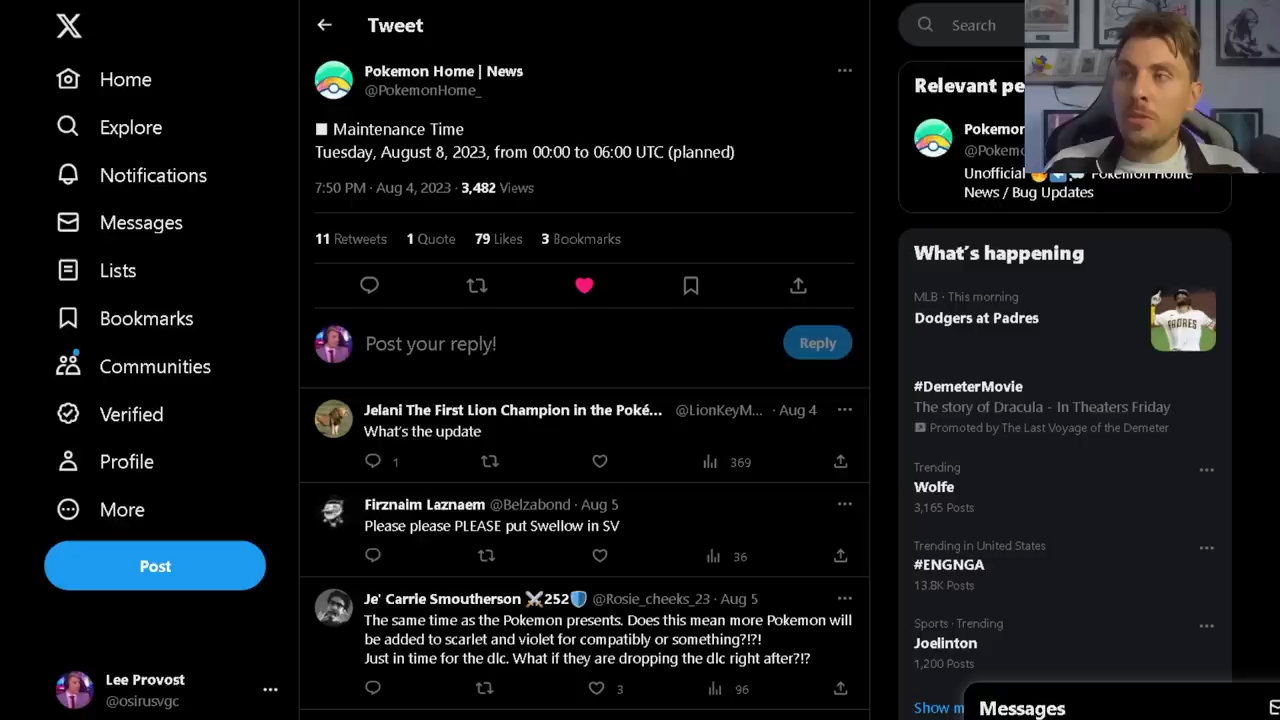 Home
Explore
Notifications
Messages
Lists
Bookmarks
Communities
Verified
Profile
More
Post
Lee Provost
@osirusvgc
Tweet
Pokemon Home | News
@PokemonHome_
Maintenance Time
Tuesday, August 8, 2023, from 00:00 to 06:00 UTC (planned)
7:50 PM · Aug 4, 2023 · 3,482 Views
11 Retweets 1 Quote 79 Likes 3 Bookmarks
Post your reply!
Reply
Jelani The First Lion Champion in the Poké... @LionKeyM... · Aug 4
What's the update
1 369
Firznaim Laznaem @Belzabond · Aug 5
Please please PLEASE put Swellow in SV
36
Je' Carrie Smoutherson ⚔252🛡 @Rosie_cheeks_23 · Aug 5
The same time as the Pokemon presents. Does this mean more Pokemon will
be added to scarlet and violet for compatibly or something?!?!
Just in time for the dlc. What if they are dropping the dlc right after?!?
3 96
Search
Relevant pe
Pokemon
@Pokemo
Unofficial Pokemon Home
News / Bug Updates
What's happening
MLB · This morning
Dodgers at Padres
#DemeterMovie
The story of Dracula - In Theaters Friday
Promoted by The Last Voyage of the Demeter
Trending
Wolfe
3,165 Posts
Trending in United States
#ENGNGA
13.8K Posts
Sports · Trending
Joelinton
1,200 Posts
Show m
Messages